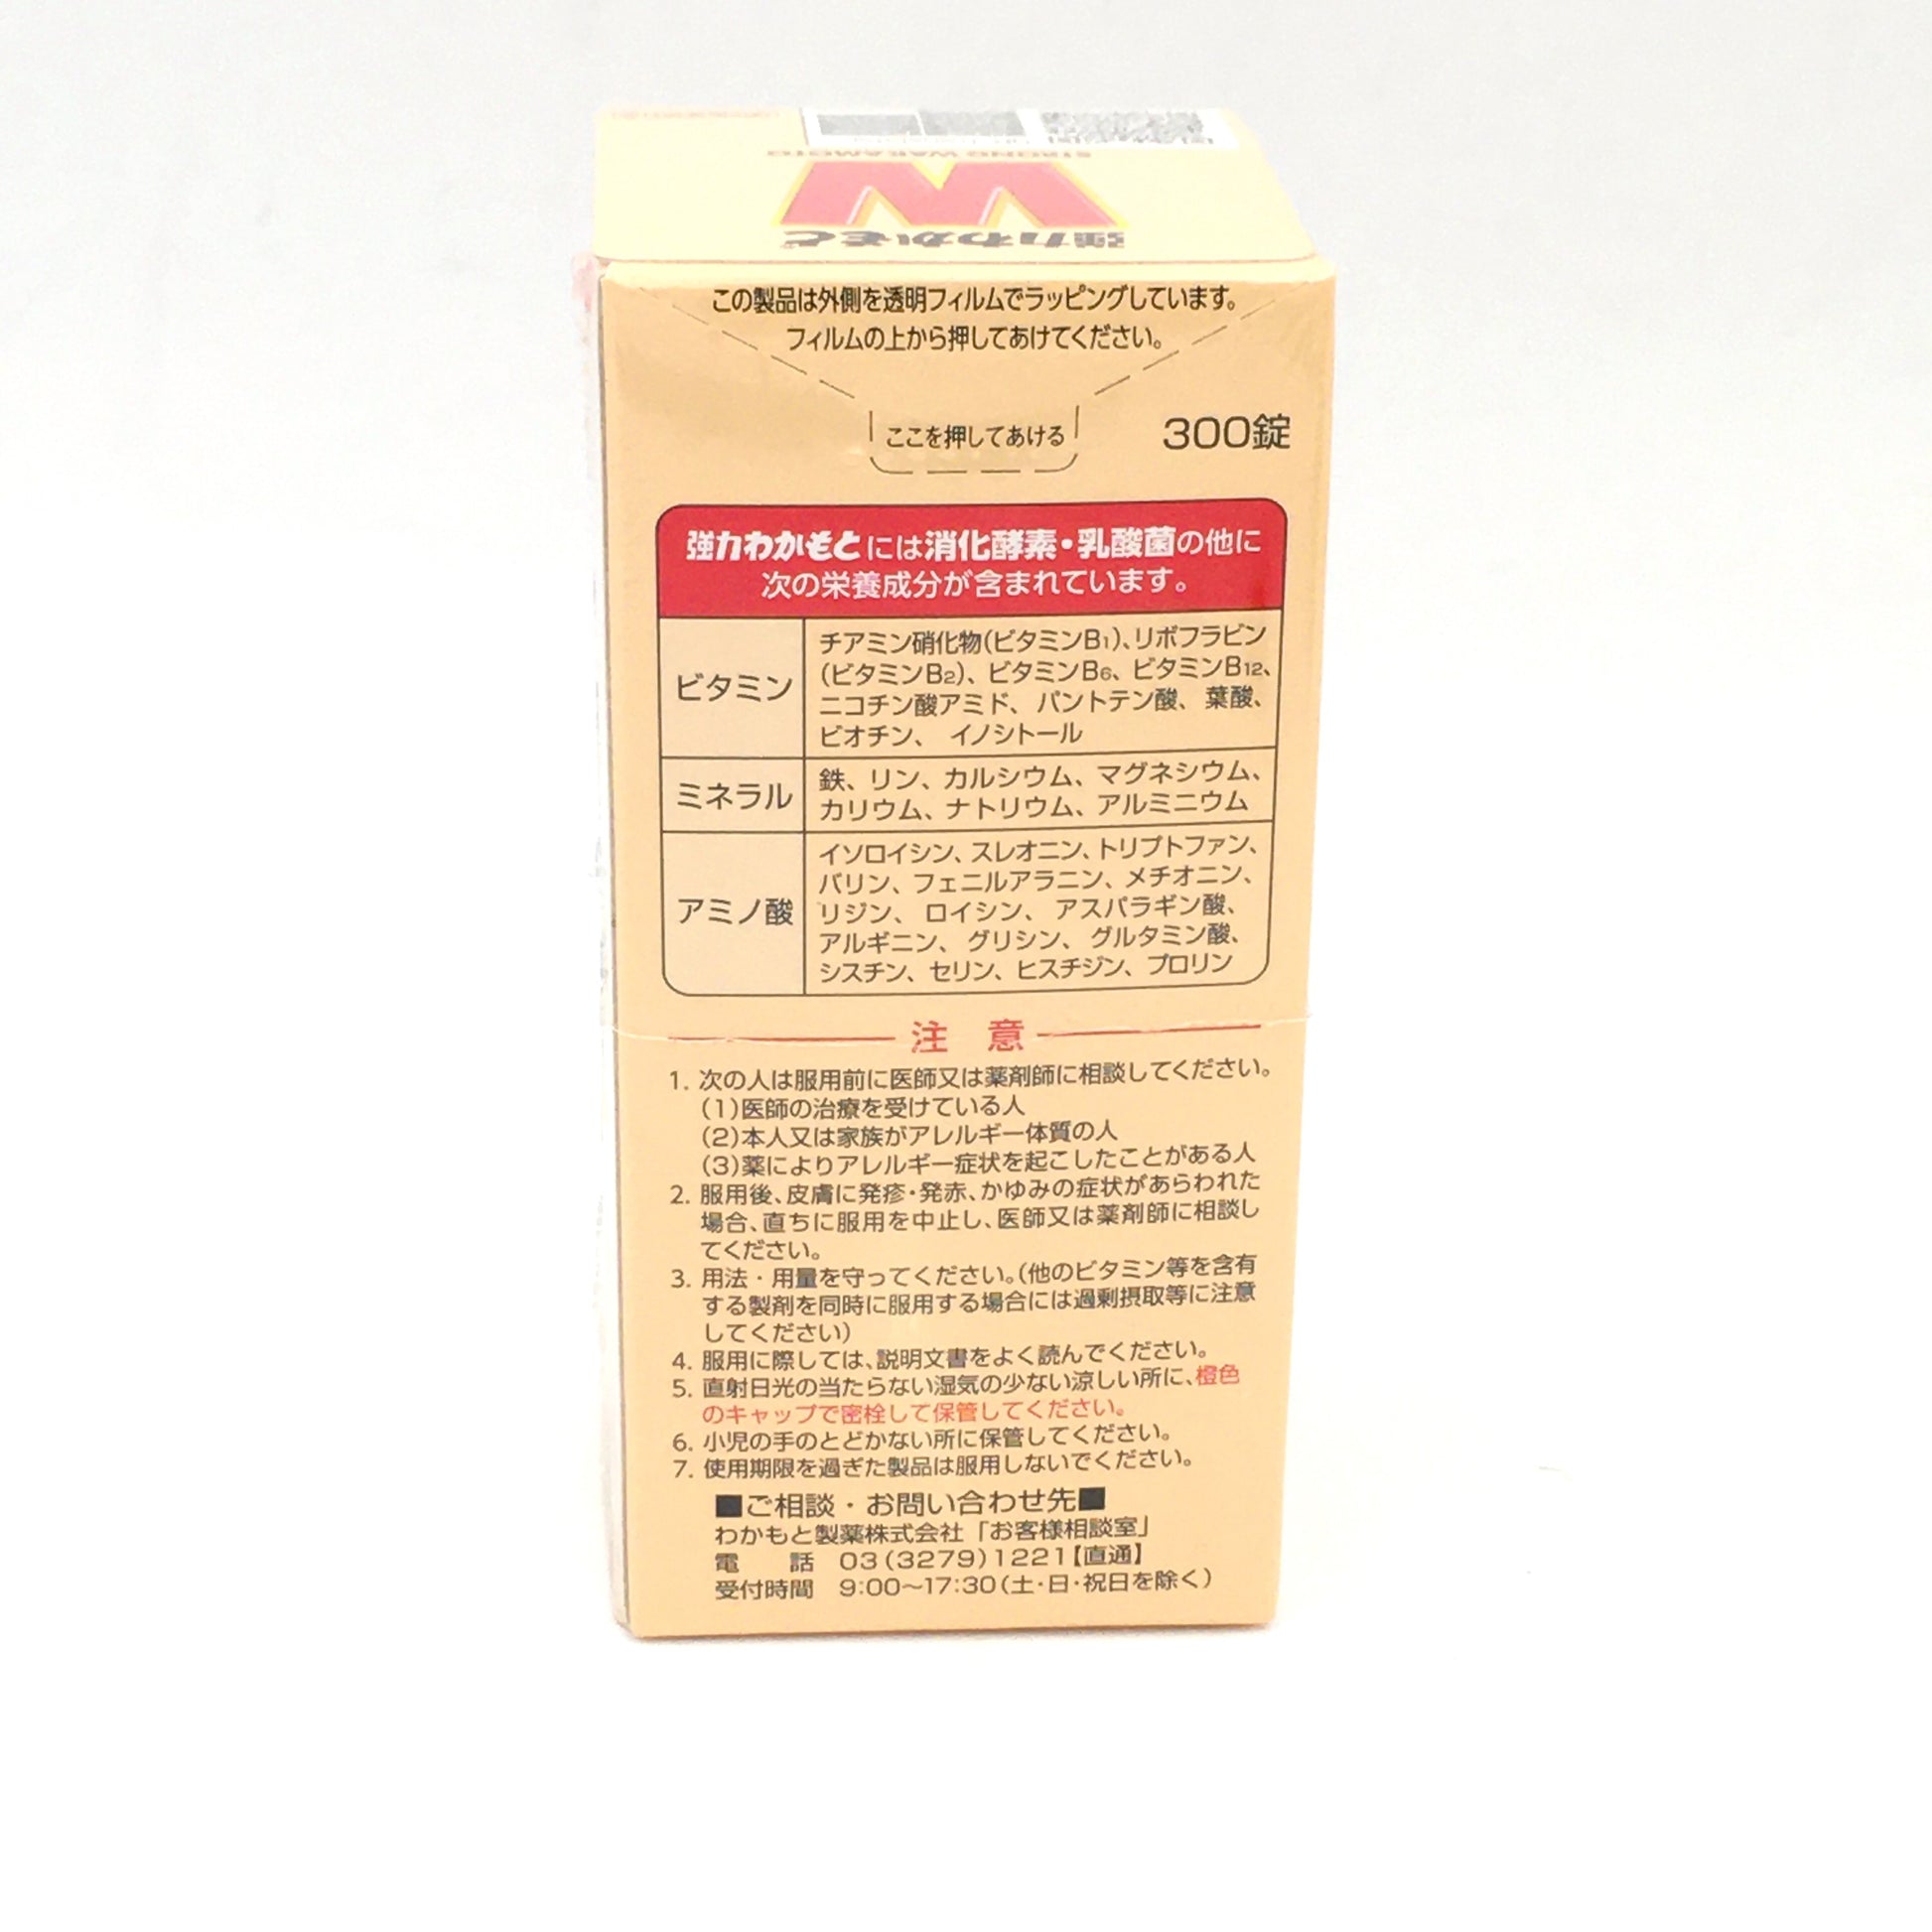 STRONG WAKAMOTO
W
強力わかもと
この製品は外側を透明フィルムでラッピングしています。
フィルムの上から押してあけてください。
ここを押してあける
300錠
強力わかもとには消化酵素・乳酸菌の他に
次の栄養成分が含まれています。
ビタミン
チアミン硝化物(ビタミンB1)、リボフラビン
(ビタミンB2)、ビタミンB6、ビタミンB12、
ニコチン酸アミド、パントテン酸、葉酸、
ビオチン、イノシトール
ミネラル
鉄、リン、カルシウム、マグネシウム、
カリウム、ナトリウム、アルミニウム
アミノ酸
イソロイシン、スレオニン、トリプトファン、
バリン、フェニルアラニン、メチオニン、
リジン、ロイシン、アスパラギン酸、
アルギニン、グリシン、グルタミン酸、
シスチン、セリン、ヒスチジン、プロリン
注意
1. 次の人は服用前に医師又は薬剤師に相談してください。
(1)医師の治療を受けている人
(2)本人又は家族がアレルギー体質の人
(3)薬によりアレルギー症状を起こしたことがある人
2. 服用後、皮膚に発疹・発赤、かゆみの症状があらわれた
場合、直ちに服用を中止し、医師又は薬剤師に相談し
てください。
3. 用法・用量を守ってください。(他のビタミン等を含有
する製剤を同時に服用する場合には過剰摂取等に注意
してください)
4. 服用に際しては、説明文書をよく読んでください。
5. 直射日光の当たらない湿気の少ない涼しい所に、橙色
のキャップで密栓して保管してください。
6. 小児の手のとどかない所に保管してください。
7. 使用期限を過ぎた製品は服用しないでください。
■ご相談・お問い合わせ先■
わかもと製薬株式会社「お客様相談室」
電話 03(3279)1221【直通】
受付時間 9:00〜17:30(土・日・祝日を除く)